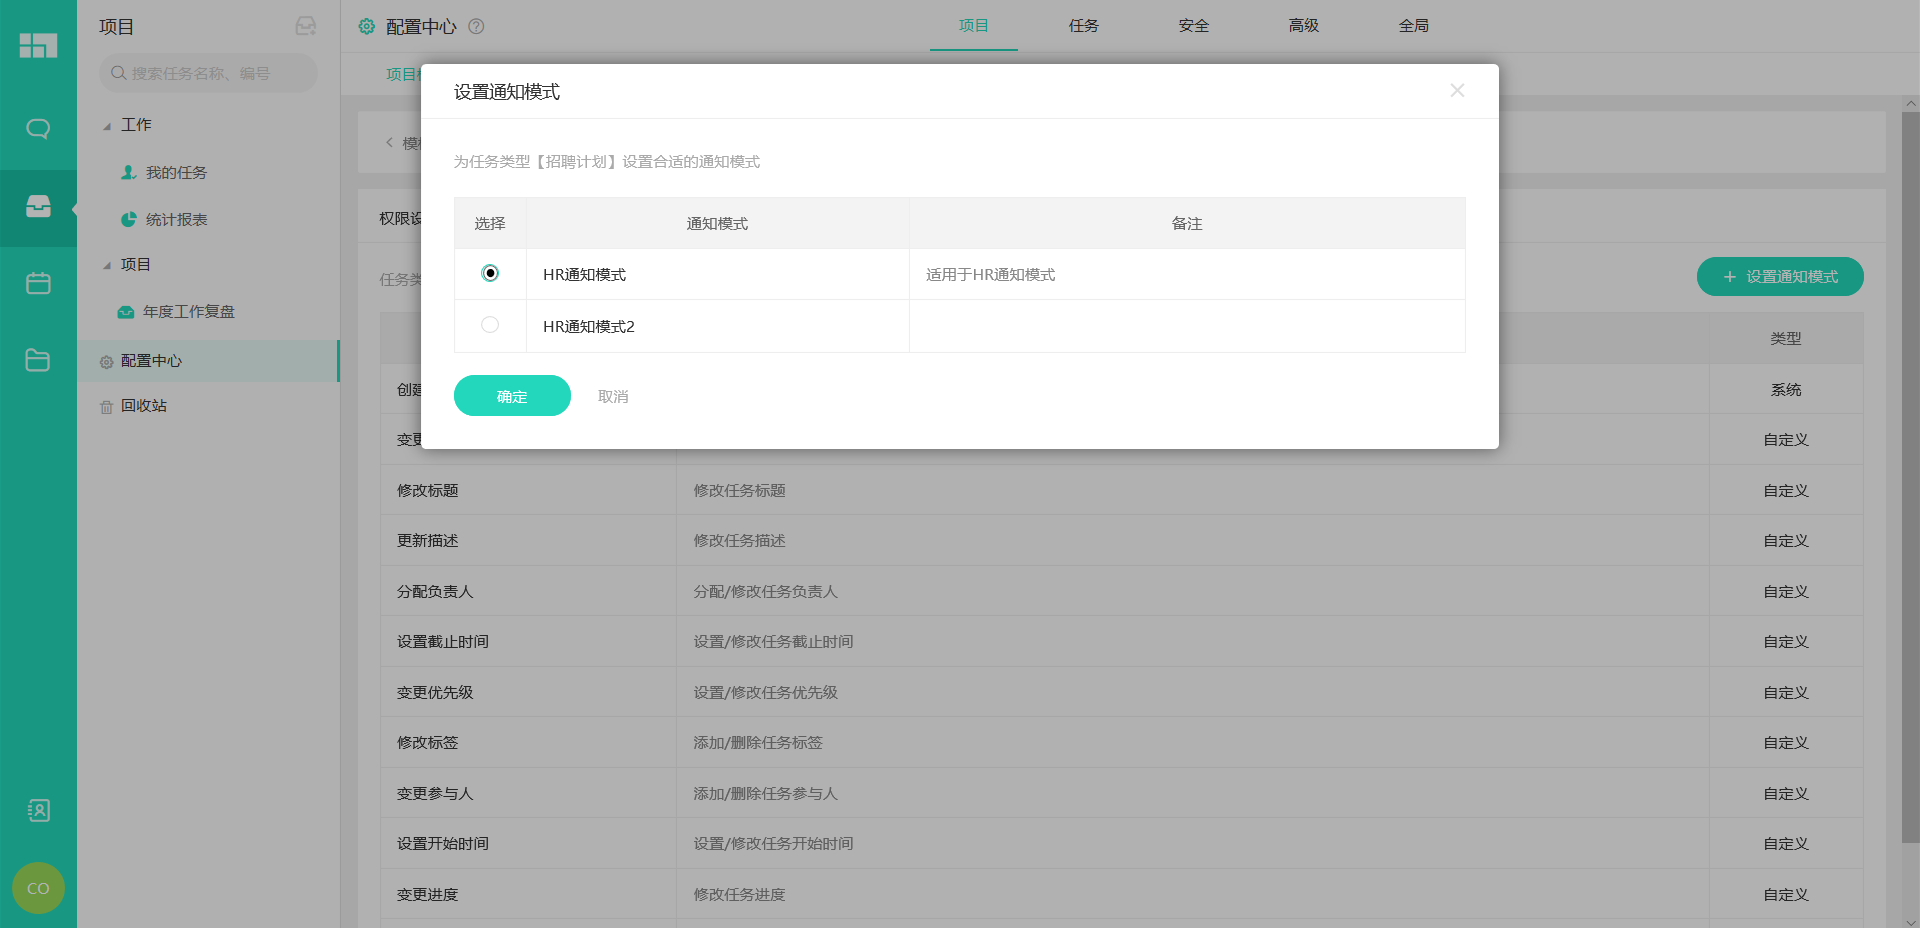 项目
搜索任务名称、编号
工作
我的任务
统计报表
项目
年度工作复盘
配置中心
回收站
CO
配置中心
项目
任务
安全
高级
全局
设置通知模式
为任务类型【招聘计划】设置合适的通知模式
选择 通知模式 备注
HR通知模式 适用于HR通知模式
HR通知模式2
确定 取消
权限设
任务类
设置通知模式
类型
创建 系统
变更 自定义
修改标题 修改任务标题 自定义
更新描述 修改任务描述 自定义
分配负责人 分配/修改任务负责人 自定义
设置截止时间 设置/修改任务截止时间 自定义
变更优先级 设置/修改任务优先级 自定义
修改标签 添加/删除任务标签 自定义
变更参与人 添加/删除任务参与人 自定义
设置开始时间 设置/修改任务开始时间 自定义
变更进度 修改任务进度 自定义